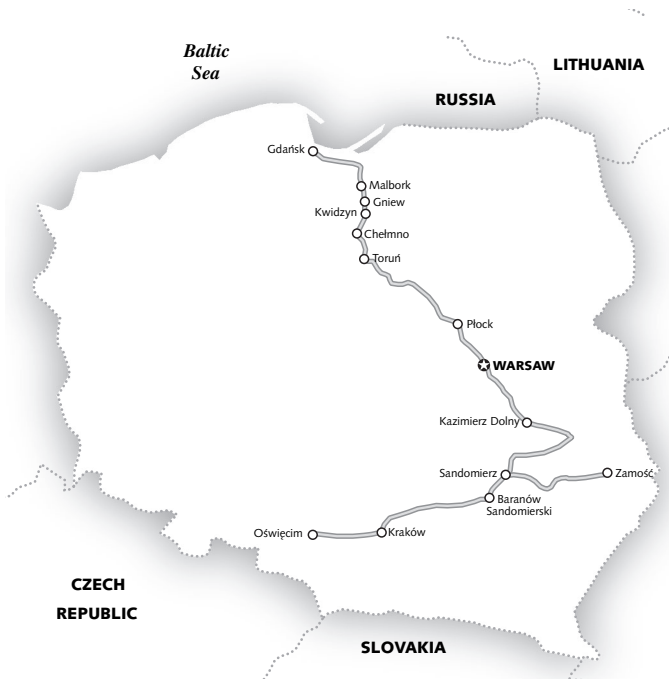 Baltic
Sea
LITHUANIA
RUSSIA
Gdańsk
Malbork
Gniew
Kwidzyn
Chełmno
Toruń
Płock
WARSAW
Kazimierz Dolny
Sandomierz
Zamość
Baranów
Sandomierski
Oświęcim
Kraków
CZECH
REPUBLIC
SLOVAKIA